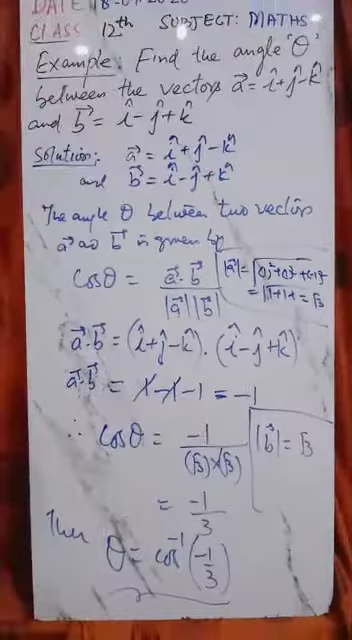 DATE
CLASS 12th SUBJECT: MATHS
Example: Find the angle 'θ'
between the vectors a⃗ = î+ĵ-k̂
and b⃗ = î-ĵ+k̂
Solution: a⃗ = î+ĵ-k̂
and b⃗ = î-ĵ+k̂
The angle θ between two vectors
a⃗ and b⃗ is given by
cosθ = a⃗·b⃗ / |a⃗||b⃗|
|a⃗| = √(1)²+(1)²+(-1)²
= √1+1+1 = √3
a⃗·b⃗ = (î+ĵ-k̂)·(î-ĵ+k̂)
a⃗·b⃗ = 1-1-1 = -1
∴ cosθ = -1 / (√3)×(√3)
|b⃗| = √3
= -1/3
Then
θ = cos⁻¹(-1/3)